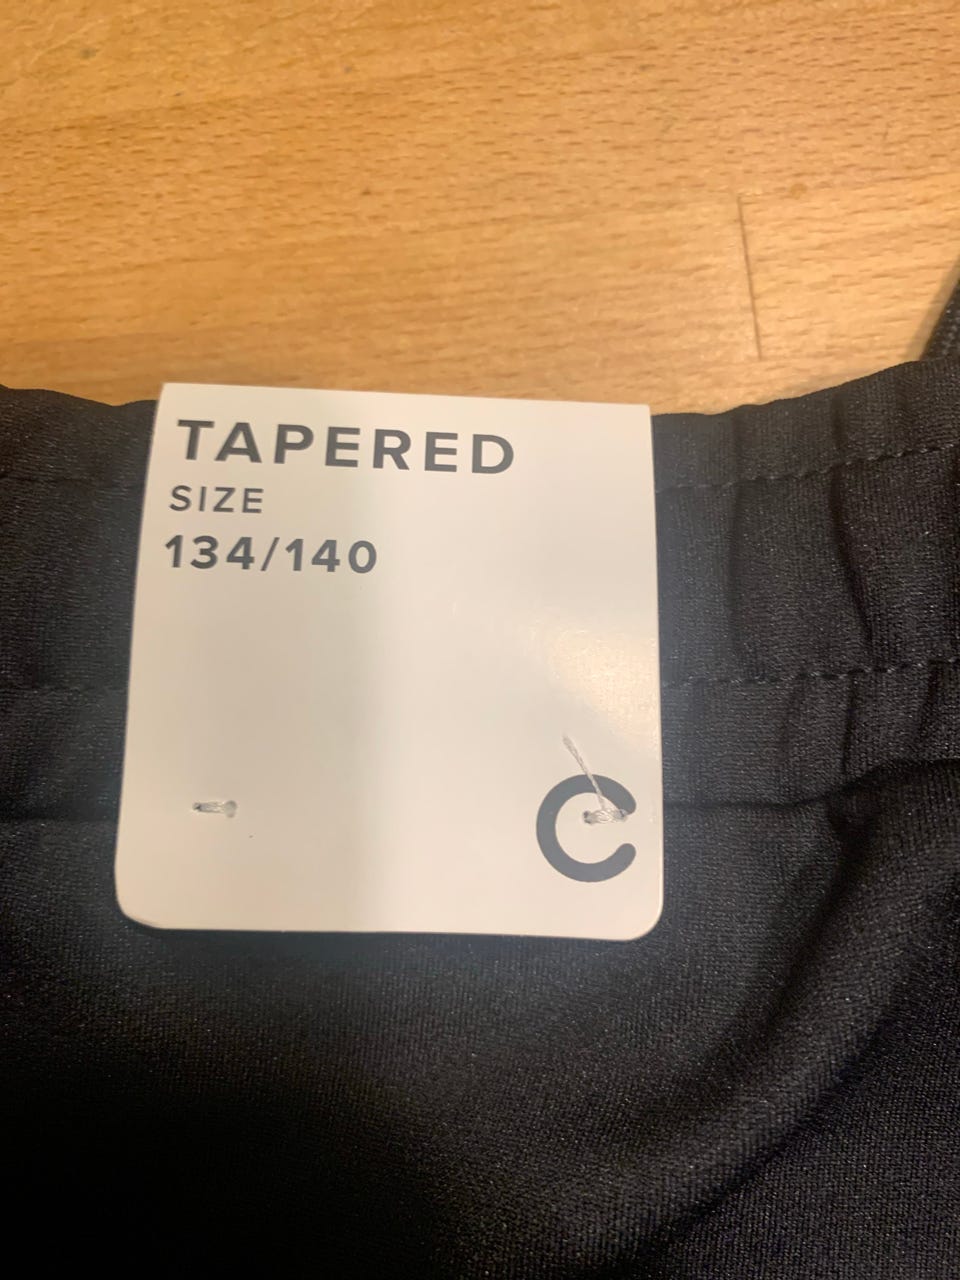 TAPERED
SIZE
134/140
C